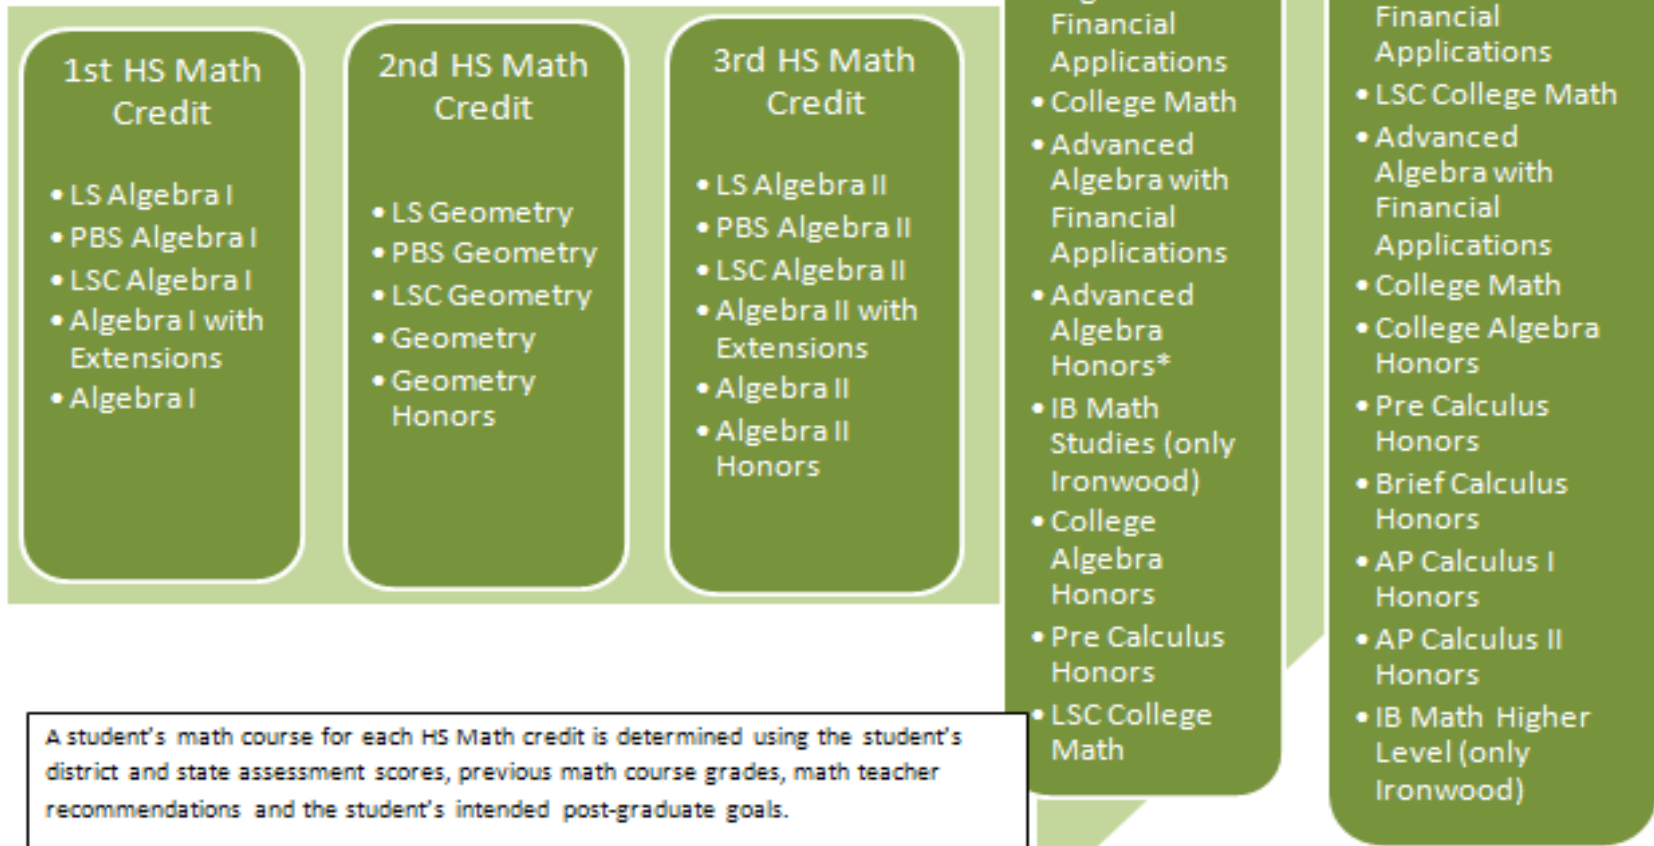 1st HS Math
Credit
• LS Algebra I
• PBS Algebra I
• LSC Algebra I
• Algebra I with
Extensions
• Algebra I
2nd HS Math
Credit
• LS Geometry
• PBS Geometry
• LSC Geometry
• Geometry
• Geometry
Honors
3rd HS Math
Credit
• LS Algebra II
• PBS Algebra II
• LSC Algebra II
• Algebra II with
Extensions
• Algebra II
• Algebra II
Honors
Financial
Applications
• College Math
• Advanced
Algebra with
Financial
Applications
• Advanced
Algebra
Honors*
• IB Math
Studies (only
Ironwood)
• College
Algebra
Honors
• Pre Calculus
Honors
• LSC College
Math
Financial
Applications
• LSC College Math
• Advanced
Algebra with
Financial
Applications
• College Math
• College Algebra
Honors
• Pre Calculus
Honors
• Brief Calculus
Honors
• AP Calculus I
Honors
• AP Calculus II
Honors
• IB Math Higher
Level (only
Ironwood)
A student's math course for each HS Math credit is determined using the student's
district and state assessment scores, previous math course grades, math teacher
recommendations and the student's intended post-graduate goals.